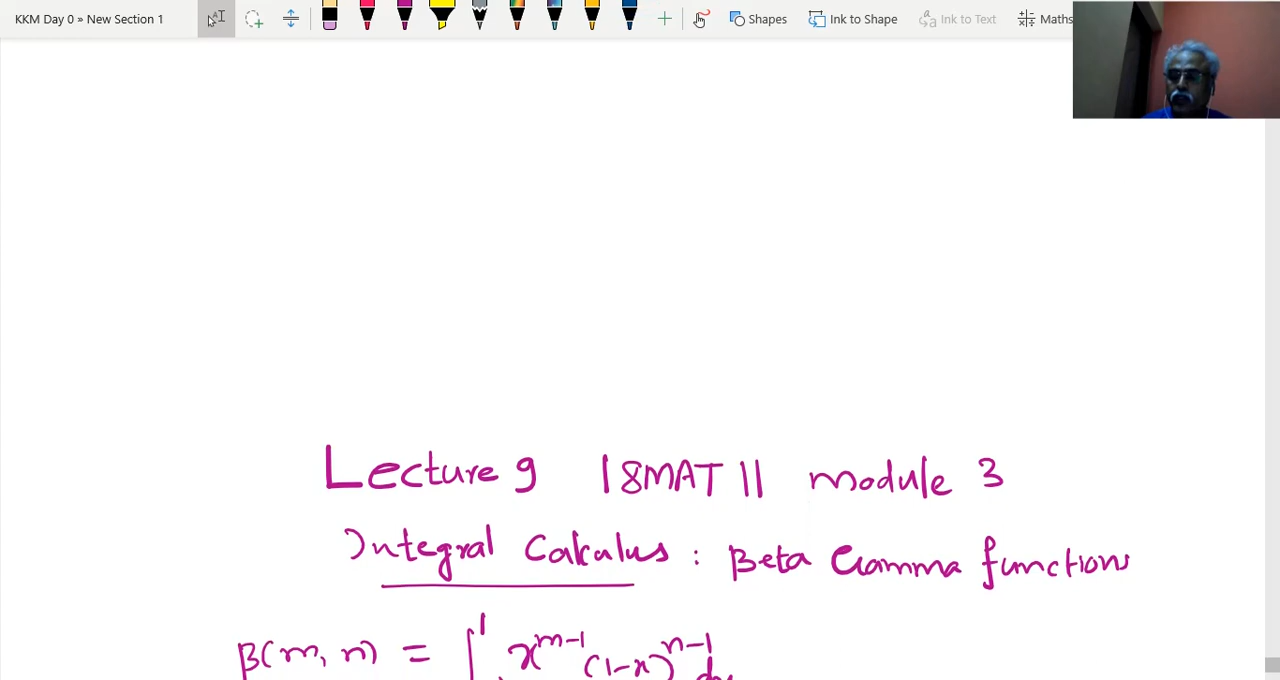 KKM Day 0 » New Section 1
Shapes
Ink to Shape
Ink to Text
Maths
Lecture 9 18MAT11 module 3
Integral Calculus : Beta Gamma functions
β(m, n) = ∫₀¹ x^{m-1} (1-x)^{n-1} dx